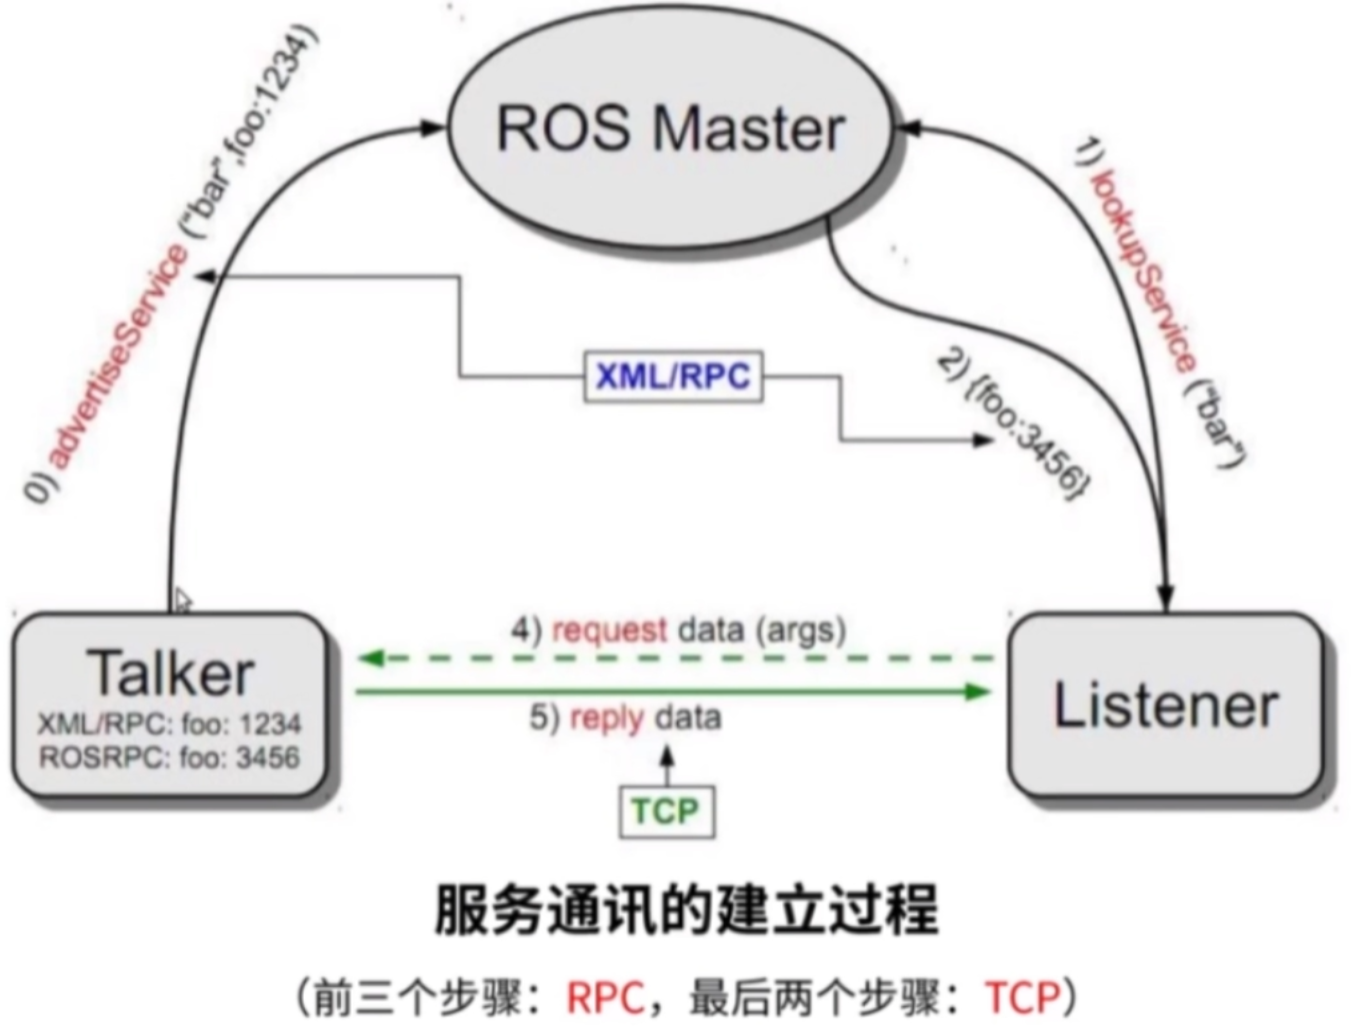 ROS Master
0) advertiseService ("bar",foo:1234)
1) lookupService ("bar")
XML/RPC
2) {foo:3456}
Talker
XML/RPC: foo: 1234
ROSRPC: foo: 3456
4) request data (args)
5) reply data
Listener
TCP
服务通讯的建立过程
（前三个步骤：RPC，最后两个步骤：TCP）